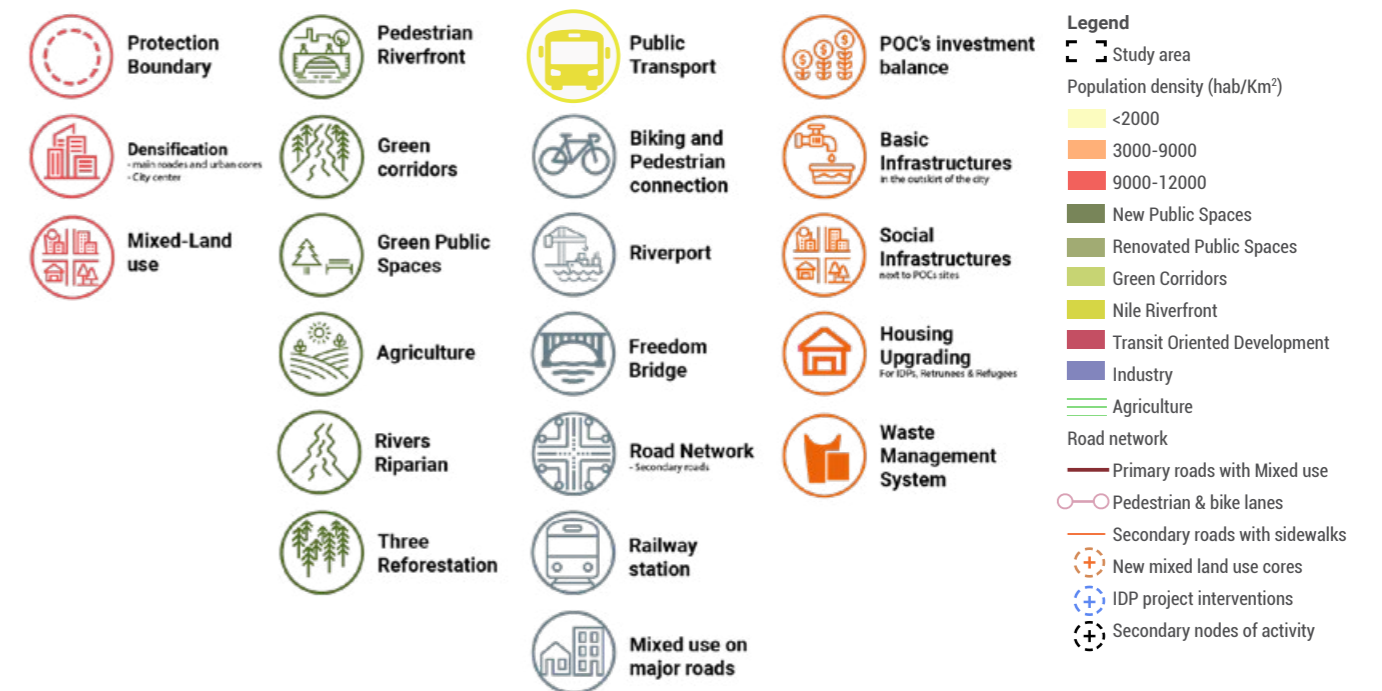 Protection
Boundary
Densification
- main roades and urban cores
- City center
Mixed-Land
use
Pedestrian
Riverfront
Green
corridors
Green Public
Spaces
Agriculture
Rivers
Riparian
Three
Reforestation
Public
Transport
Biking and
Pedestrian
connection
Riverport
Freedom
Bridge
Road Network
- Secondary roads
Railway
station
Mixed use on
major roads
POC's investment
balance
Basic
Infrastructures
in the outskirt of the city
Social
Infrastructures
next to POCs sites
Housing
Upgrading
For IDPs, Retrunees & Refugees
Waste
Management
System
Legend
Study area
Population density (hab/Km²)
<2000
3000-9000
9000-12000
New Public Spaces
Renovated Public Spaces
Green Corridors
Nile Riverfront
Transit Oriented Development
Industry
Agriculture
Road network
Primary roads with Mixed use
Pedestrian & bike lanes
Secondary roads with sidewalks
New mixed land use cores
IDP project interventions
Secondary nodes of activity